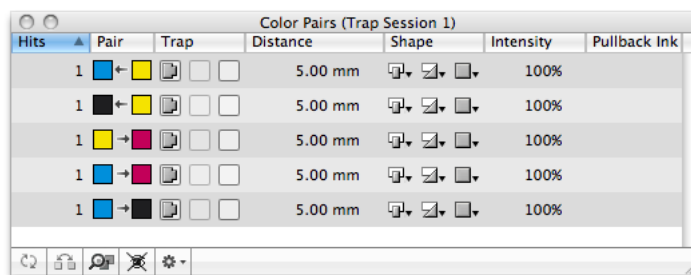 Color Pairs (Trap Session 1)
Hits Pair Trap Distance Shape Intensity Pullback Ink
1 5.00 mm 100%
1 5.00 mm 100%
1 5.00 mm 100%
1 5.00 mm 100%
1 5.00 mm 100%